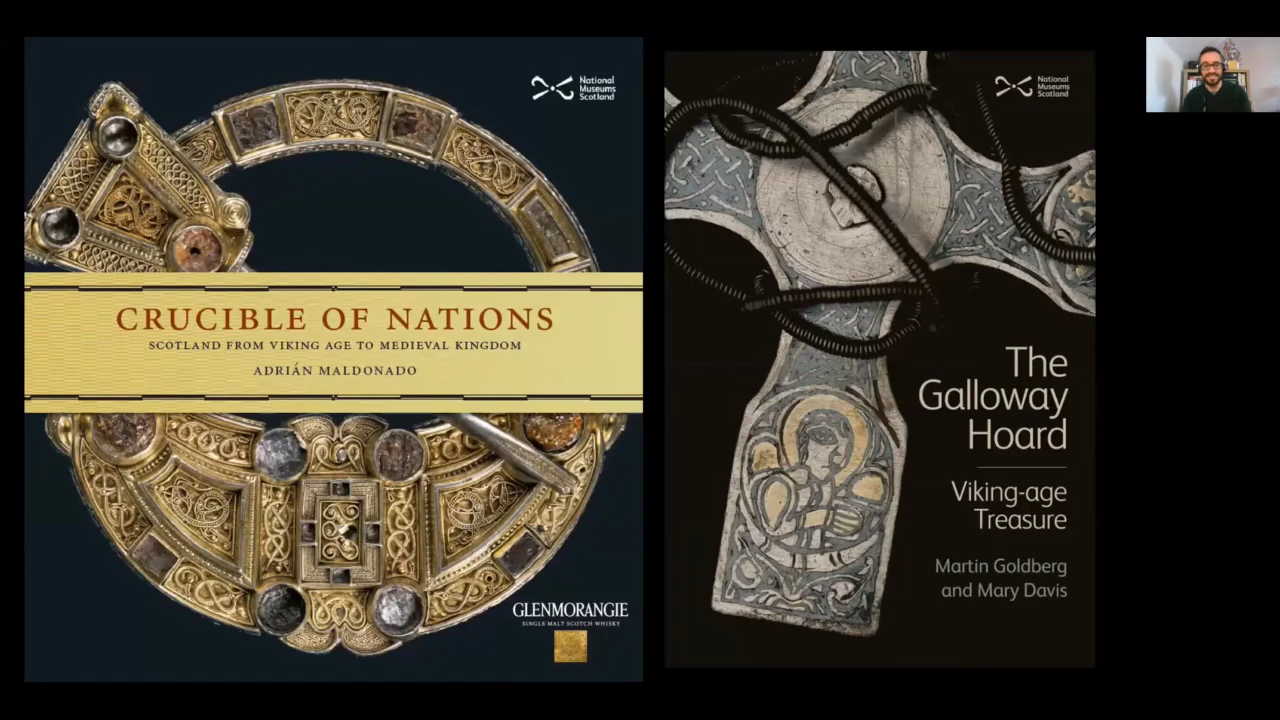 National
Museums
Scotland
CRUCIBLE OF NATIONS
SCOTLAND FROM VIKING AGE TO MEDIEVAL KINGDOM
ADRIÁN MALDONADO
GLENMORANGIE
SINGLE MALT SCOTCH WHISKY
National
Museums
Scotland
The
Galloway
Hoard
Viking-age
Treasure
Martin Goldberg
and Mary Davis